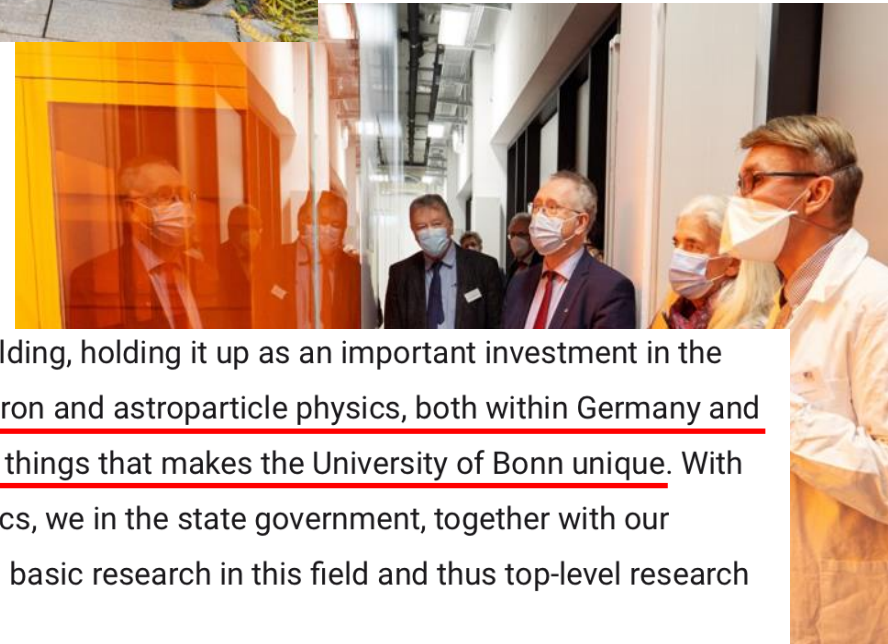 lding, holding it up as an important investment in the
ron and astroparticle physics, both within Germany and
things that makes the University of Bonn unique. With
cs, we in the state government, together with our
basic research in this field and thus top-level research